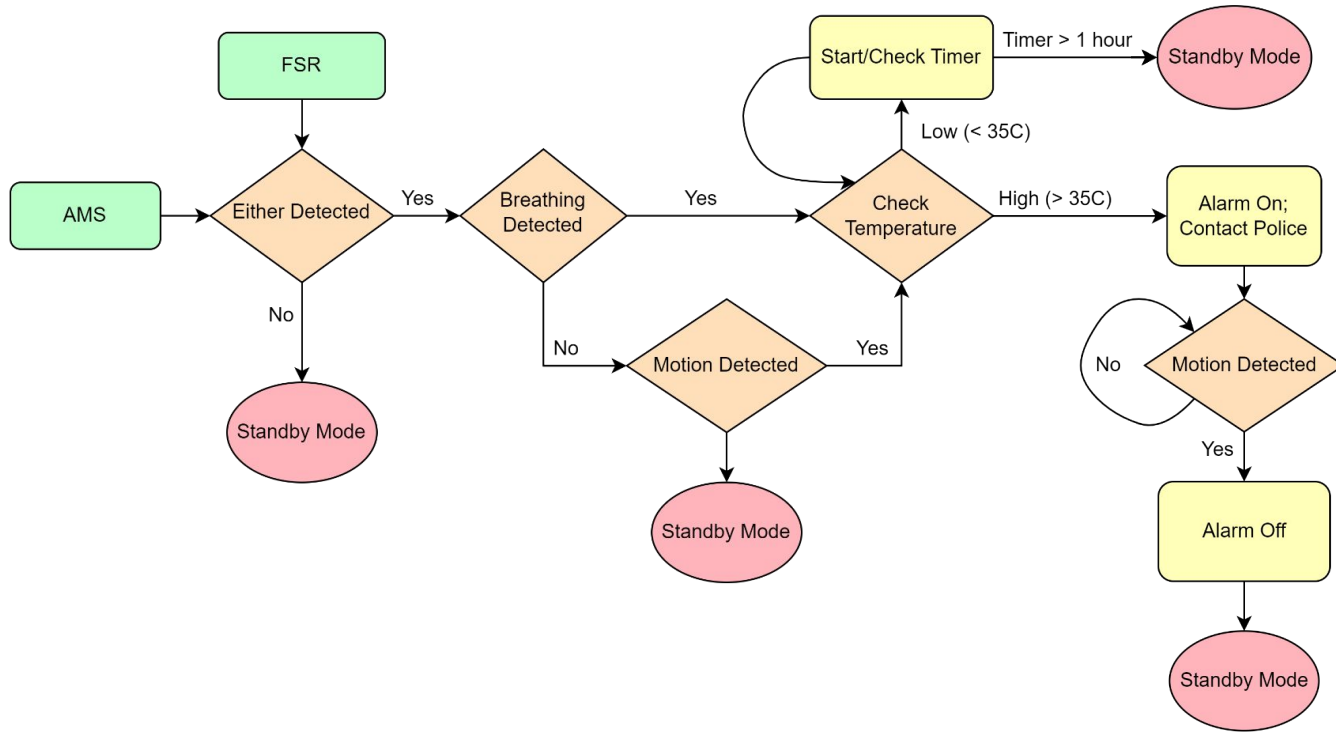 FSR
Start/Check Timer
Timer > 1 hour
Standby Mode
Low (< 35C)
AMS
Either Detected
Yes
Breathing
Detected
Yes
Check
Temperature
High (> 35C)
Alarm On;
Contact Police
No
No
Motion Detected
Yes
No
Motion Detected
Standby Mode
Yes
Standby Mode
Alarm Off
Standby Mode